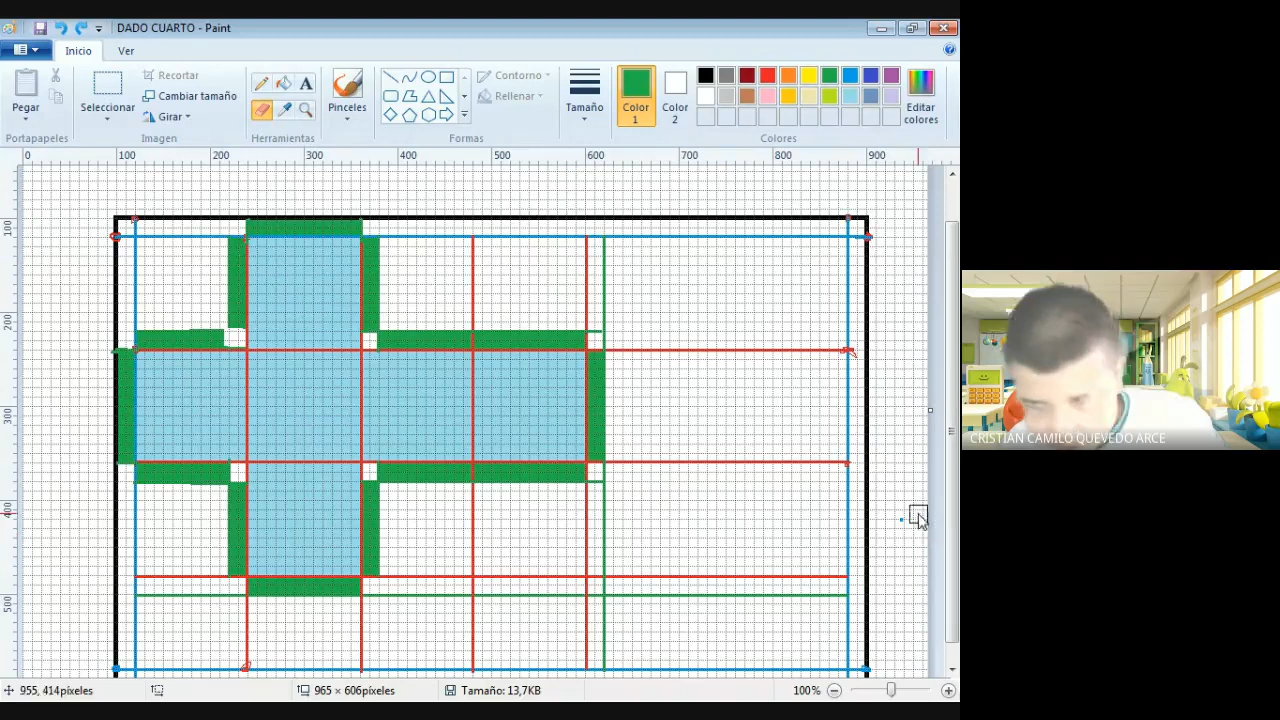 DADO CUARTO - Paint
Inicio
Ver
Pegar
Portapapeles
Seleccionar
Recortar
Cambiar tamaño
Girar
Imagen
A
Herramientas
Pinceles
Contorno
Rellenar
Formas
Tamaño
Color
1
Color
2
Editar
colores
Colores
0 100 200 300 400 500 600 700 800 900
100
200
300
400
500
CRISTIAN CAMILO QUEVEDO ARCE
955, 414píxeles
965 × 606píxeles
Tamaño: 13,7KB
100%